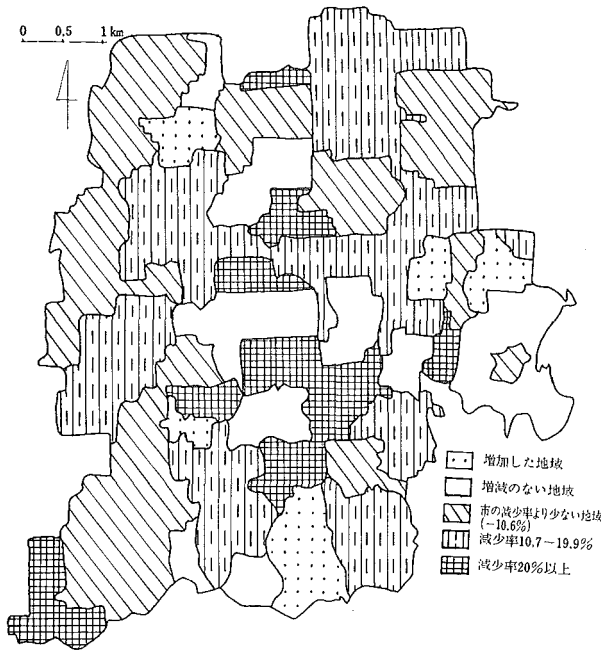 0 0.5 1 km
増加した地域
増減のない地域
市の減少率より少ない地域
(~10.6%)
減少率10.7~19.9%
減少率20%以上